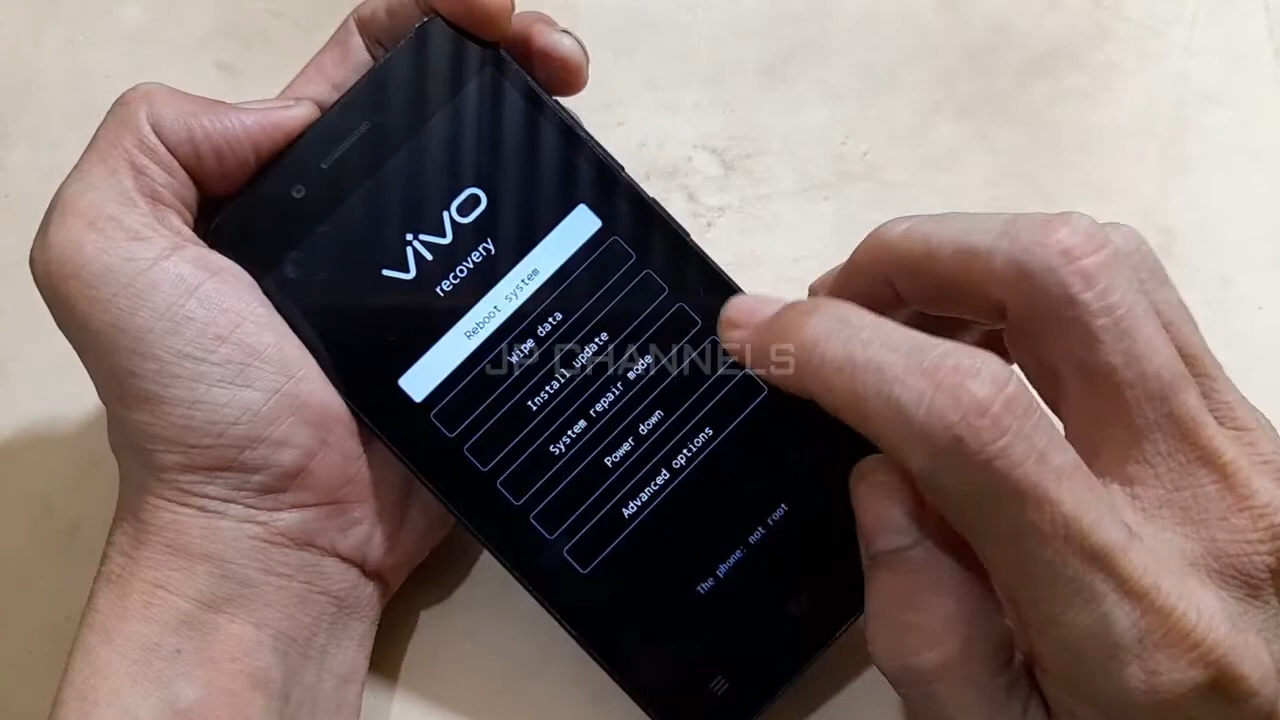 vivo
recovery
Reboot system
Wipe data
Install update
System repair mode
Power down
Advanced options
The phone: not root
JP CHANNELS